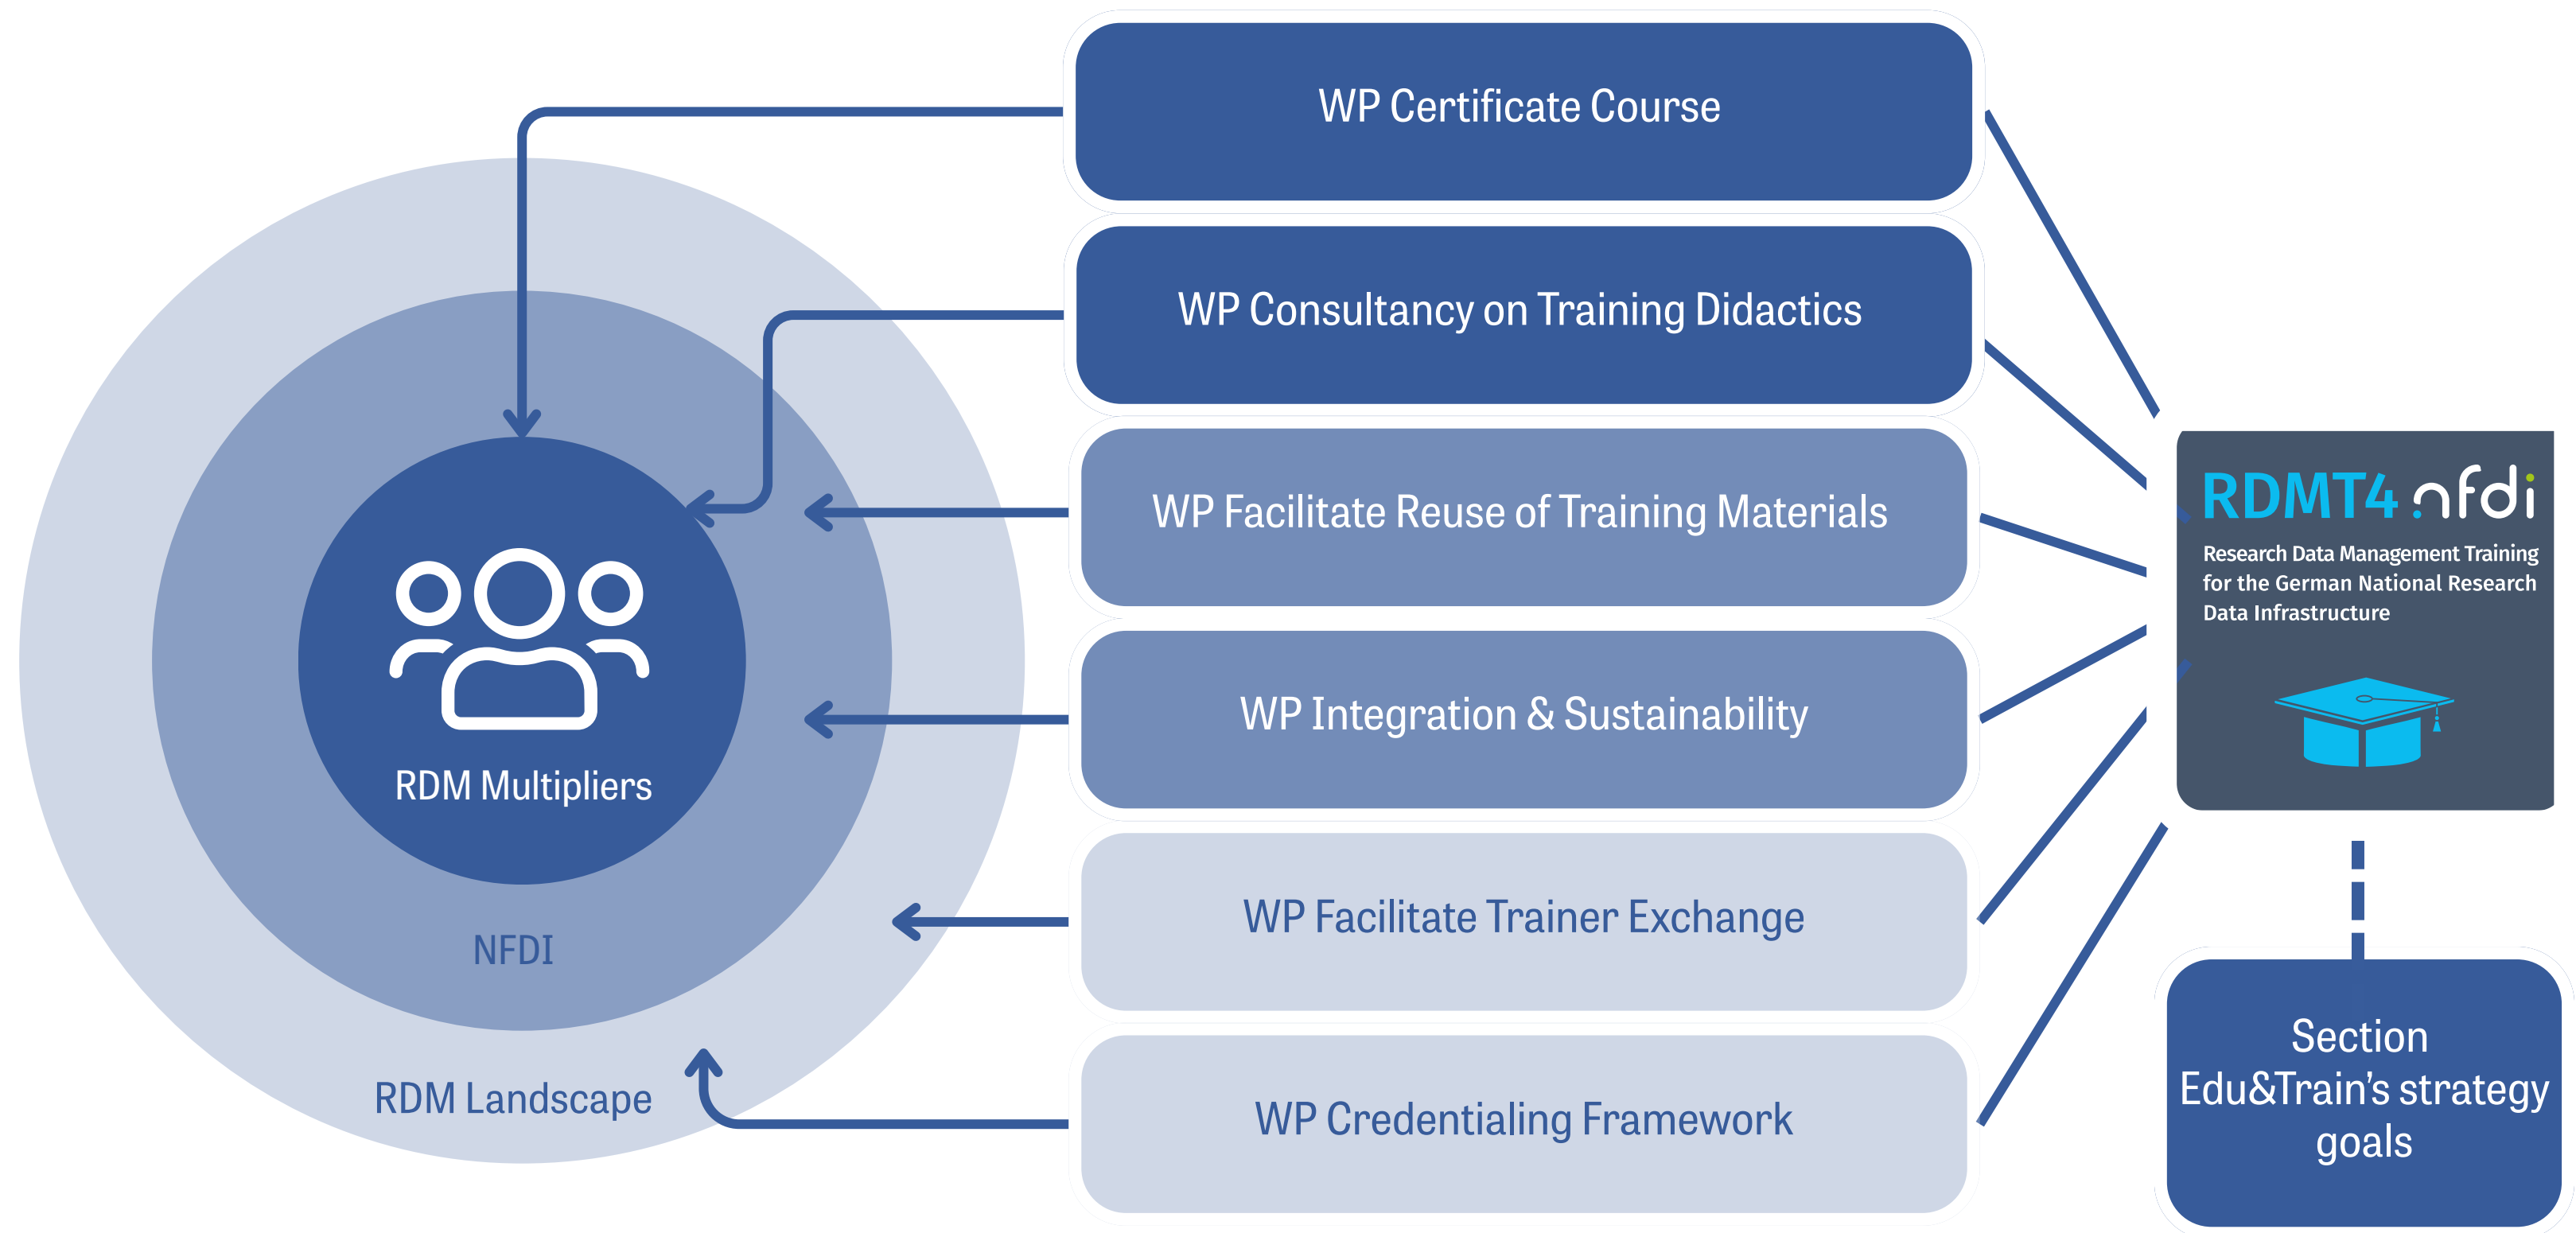 WP Certificate Course
WP Consultancy on Training Didactics
WP Facilitate Reuse of Training Materials
WP Integration & Sustainability
WP Facilitate Trainer Exchange
WP Credentialing Framework
RDM Multipliers
NFDI
RDM Landscape
RDMT4 nfdi
Research Data Management Training
for the German National Research
Data Infrastructure
Section
Edu&Train’s strategy
goals